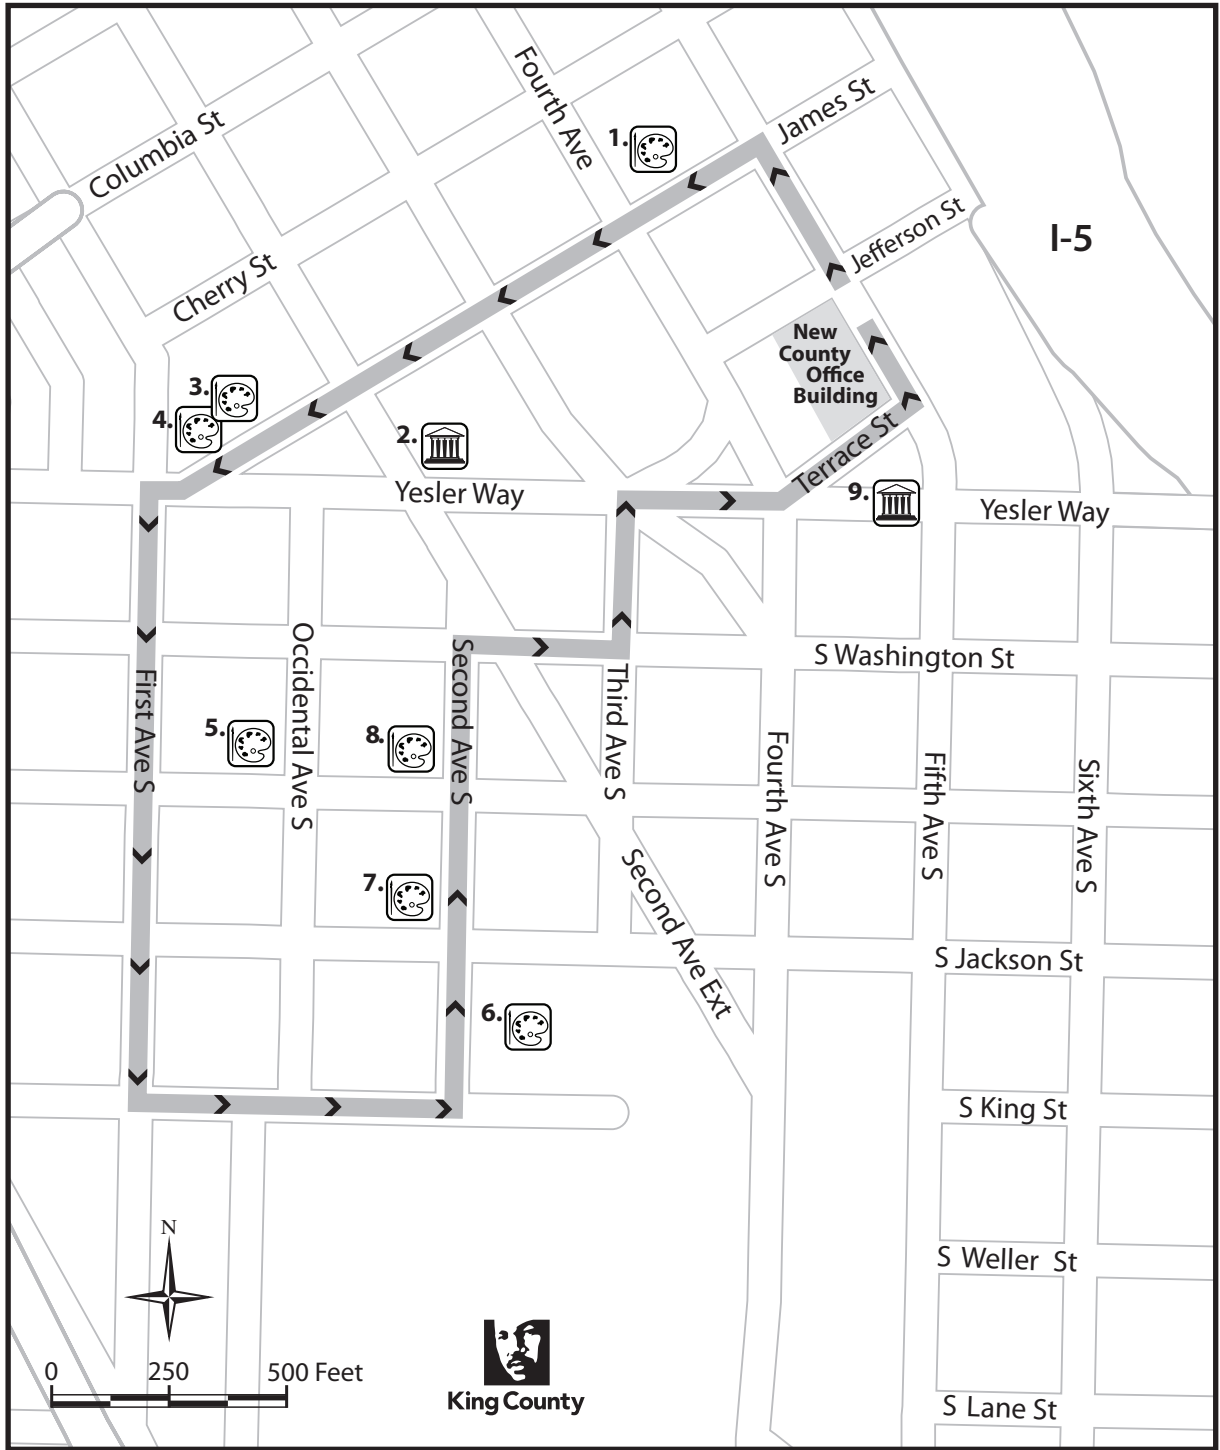 Fourth Ave
James St
1.
Columbia St
Jefferson St
I-5
Cherry St
New
County
Office
Building
3.
4.
2.
Terrace St
Yesler Way
9.
Yesler Way
Occidental Ave S
Second Ave S
S Washington St
First Ave S
Third Ave S
5.
8.
Fourth Ave S
Fifth Ave S
Sixth Ave S
7.
Second Ave Ext
S Jackson St
6.
S King St
N
S Weller St
0 250 500 Feet
King County
S Lane St